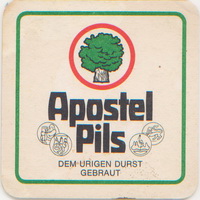 Apostel
Pils
DEM URIGEN DURST
GEBRAUT